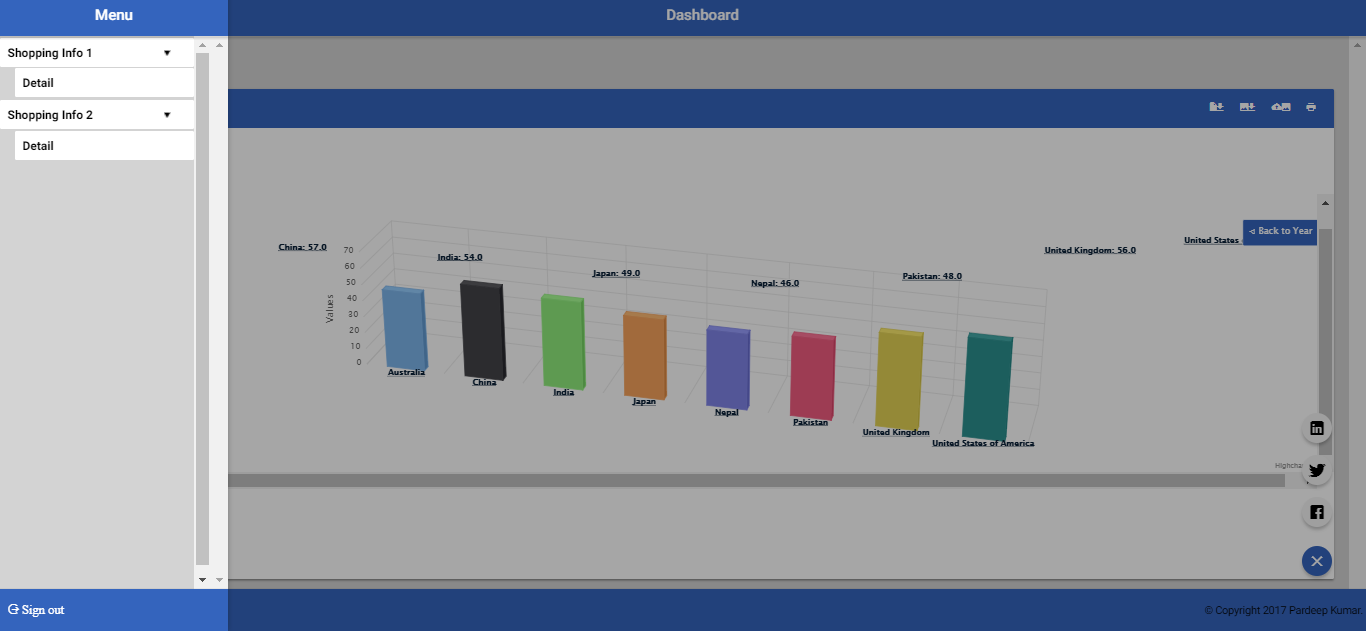 Menu
Dashboard
Shopping Info 1
Detail
Shopping Info 2
Detail
◃ Back to Year
China: 57.0
India: 54.0
Japan: 49.0
Nepal: 46.0
Pakistan: 48.0
United Kingdom: 56.0
United States
Values
70
60
50
40
30
20
10
0
Australia
China
India
Japan
Nepal
Pakistan
United Kingdom
United States of America
Sign out
© Copyright 2017 Pardeep Kumar.